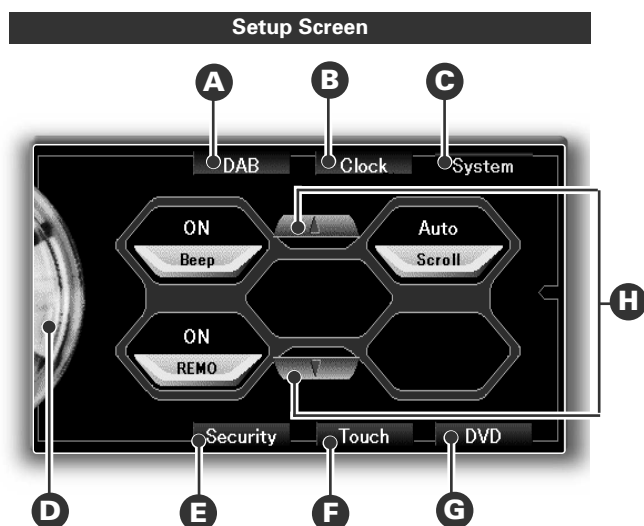 Setup Screen
A B C
DAB Clock System
ON Auto
Beep Scroll
H
ON
REMO
Security Touch DVD
D E F G